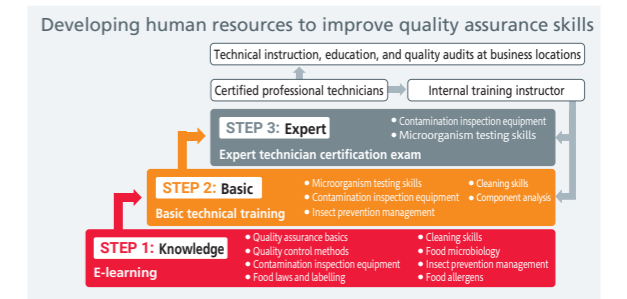 Developing human resources to improve quality assurance skills
Technical instruction, education, and quality audits at business locations
Certified professional technicians
Internal training instructor
STEP 3: Expert
• Contamination inspection equipment
• Microorganism testing skills
Expert technician certification exam
STEP 2: Basic
• Microorganism testing skills
• Contamination inspection equipment
• Insect prevention management
• Cleaning skills
• Component analysis
Basic technical training
STEP 1: Knowledge
• Quality assurance basics
• Quality control methods
• Contamination inspection equipment
• Food laws and labelling
• Cleaning skills
• Food microbiology
• Insect prevention management
• Food allergens
E-learning